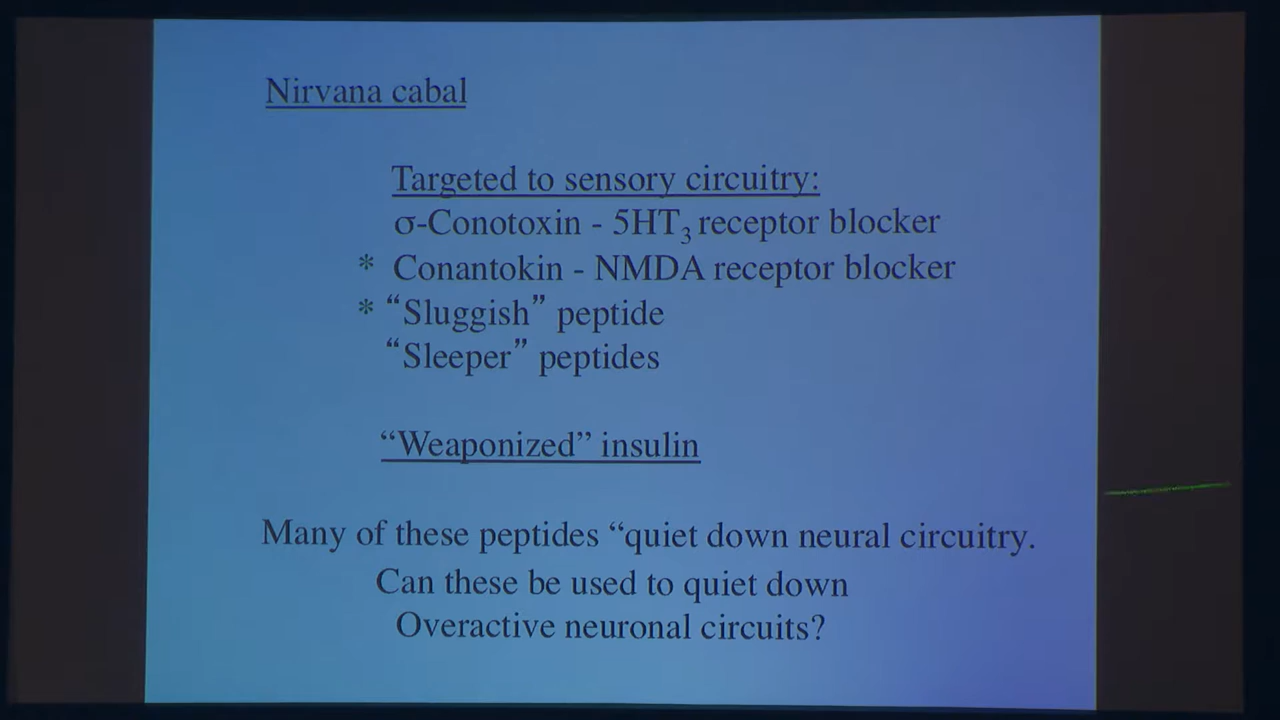 Nirvana cabal
Targeted to sensory circuitry:
σ-Conotoxin - 5HT₃ receptor blocker
* Conantokin - NMDA receptor blocker
* “Sluggish” peptide
“Sleeper” peptides
“Weaponized” insulin
Many of these peptides “quiet down neural circuitry.
Can these be used to quiet down
Overactive neuronal circuits?